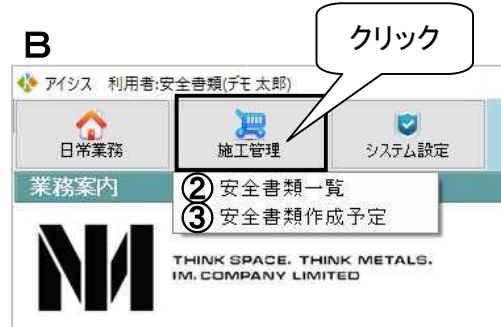 クリック
B
アイシス 利用者:安全書類(デモ 太郎)
日常業務 施工管理 システム設定
業務案内
②安全書類一覧
③安全書類作成予定
NM
THINK SPACE. THINK METALS.
IM. COMPANY LIMITED